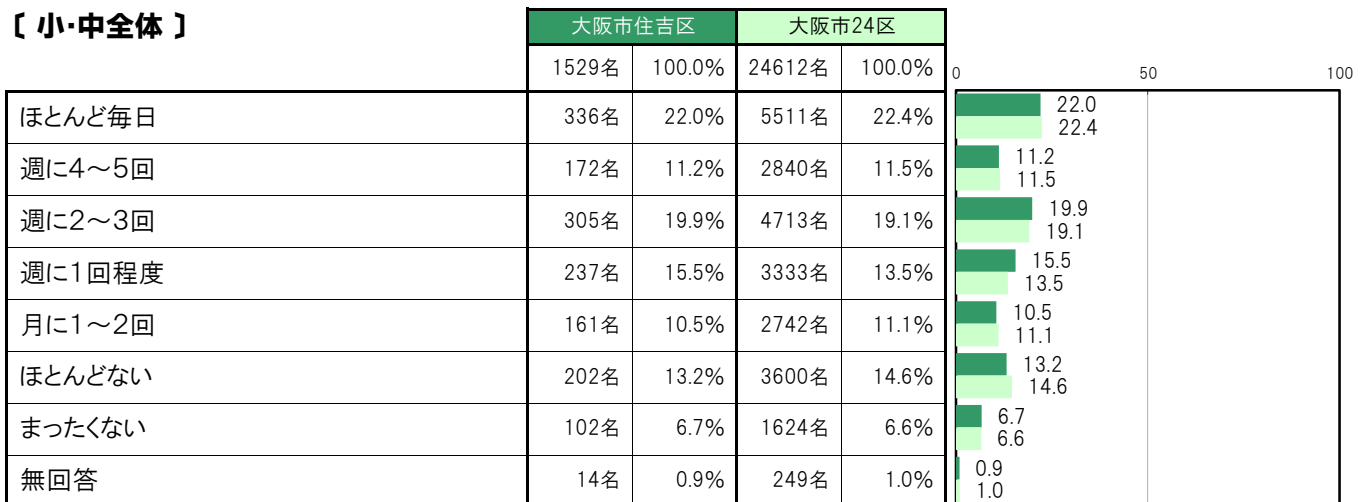 〔 小・中全体 〕
大阪市住吉区 大阪市24区
1529名 100.0% 24612名 100.0% 0 50 100
ほとんど毎日 336名 22.0% 5511名 22.4% 22.0
22.4
週に4～5回 172名 11.2% 2840名 11.5% 11.2
11.5
週に2～3回 305名 19.9% 4713名 19.1% 19.9
19.1
週に1回程度 237名 15.5% 3333名 13.5% 15.5
13.5
月に1～2回 161名 10.5% 2742名 11.1% 10.5
11.1
ほとんどない 202名 13.2% 3600名 14.6% 13.2
14.6
まったくない 102名 6.7% 1624名 6.6% 6.7
6.6
無回答 14名 0.9% 249名 1.0% 0.9
1.0